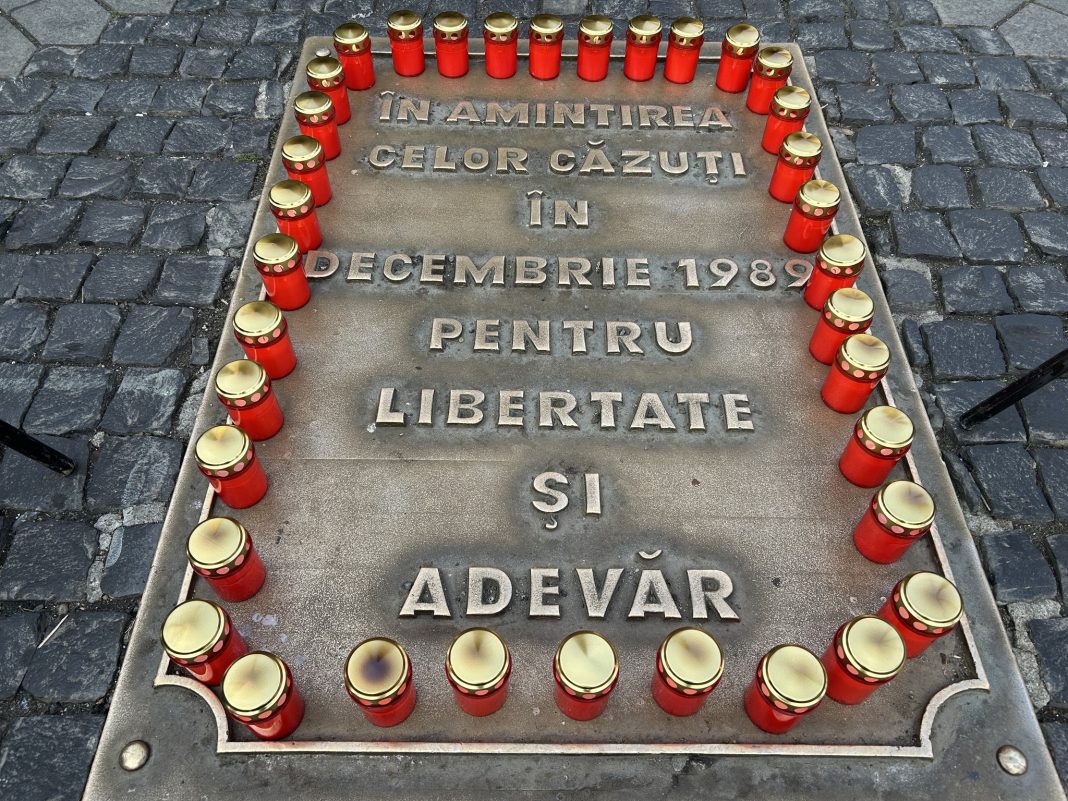 ÎN AMINTIREA
CELOR CĂZUȚI
ÎN
DECEMBRIE 1989
PENTRU
LIBERTATE
ȘI
ADEVĂR